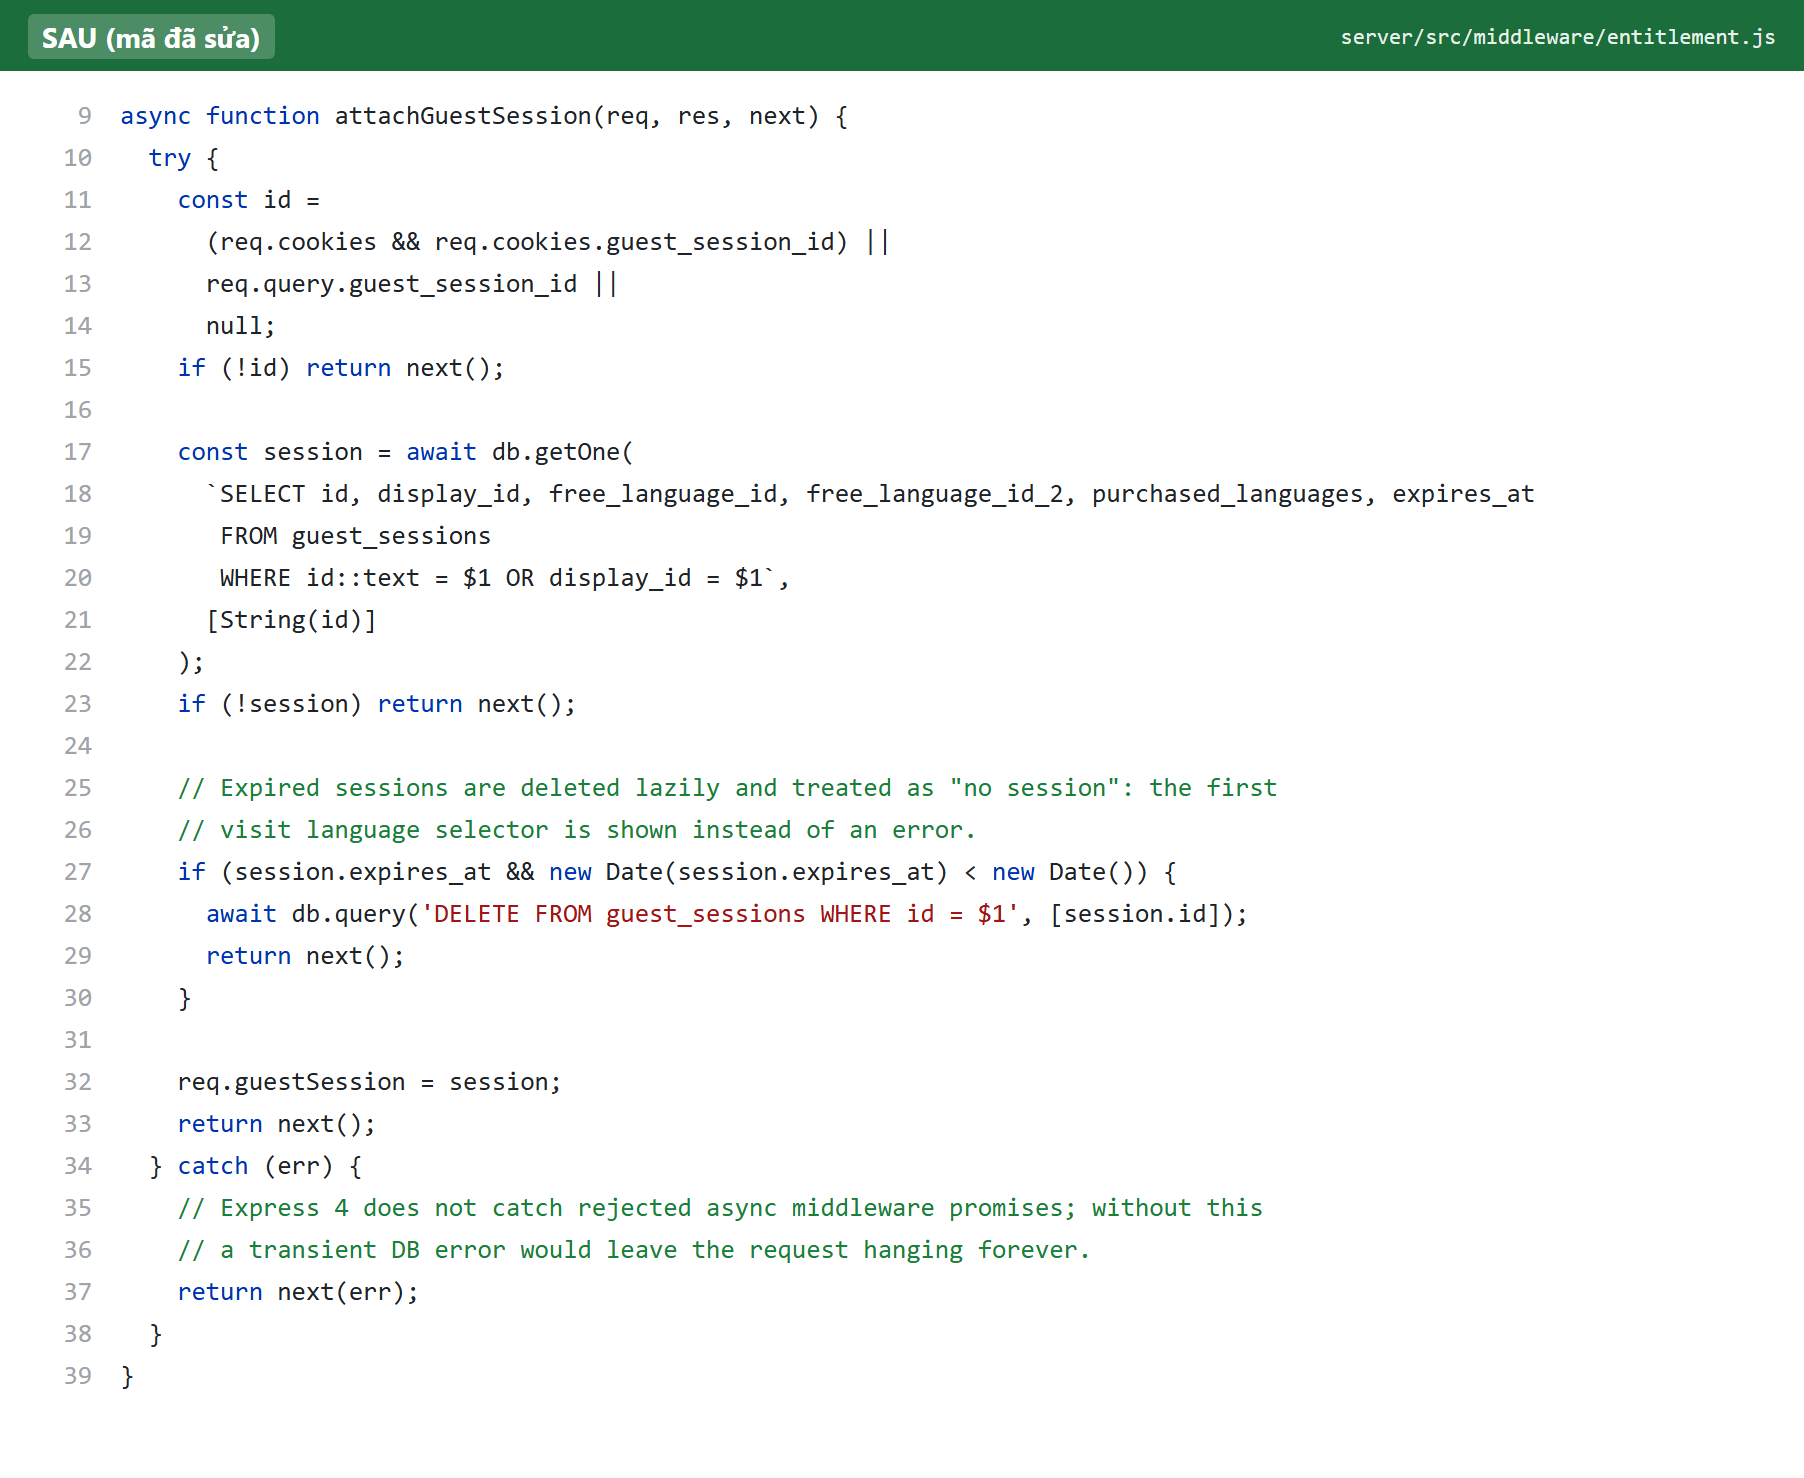 SAU (mã đã sửa)
server/src/middleware/entitlement.js
9 async function attachGuestSession(req, res, next) {
10   try {
11     const id =
12       (req.cookies && req.cookies.guest_session_id) ||
13       req.query.guest_session_id ||
14       null;
15     if (!id) return next();
16
17     const session = await db.getOne(
18       `SELECT id, display_id, free_language_id, free_language_id_2, purchased_languages, expires_at
19        FROM guest_sessions
20        WHERE id::text = $1 OR display_id = $1`,
21       [String(id)]
22     );
23     if (!session) return next();
24
25     // Expired sessions are deleted lazily and treated as "no session": the first
26     // visit language selector is shown instead of an error.
27     if (session.expires_at && new Date(session.expires_at) < new Date()) {
28       await db.query('DELETE FROM guest_sessions WHERE id = $1', [session.id]);
29       return next();
30     }
31
32     req.guestSession = session;
33     return next();
34   } catch (err) {
35     // Express 4 does not catch rejected async middleware promises; without this
36     // a transient DB error would leave the request hanging forever.
37     return next(err);
38   }
39 }